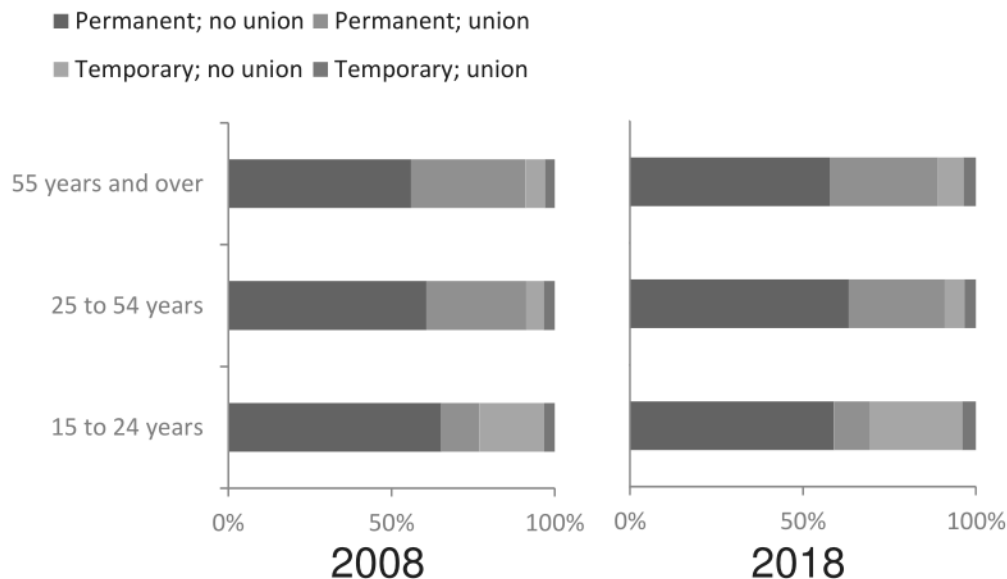 Permanent; no union Permanent; union
Temporary; no union Temporary; union
55 years and over
25 to 54 years
15 to 24 years
0% 50% 100% 0% 50% 100%
2008 2018